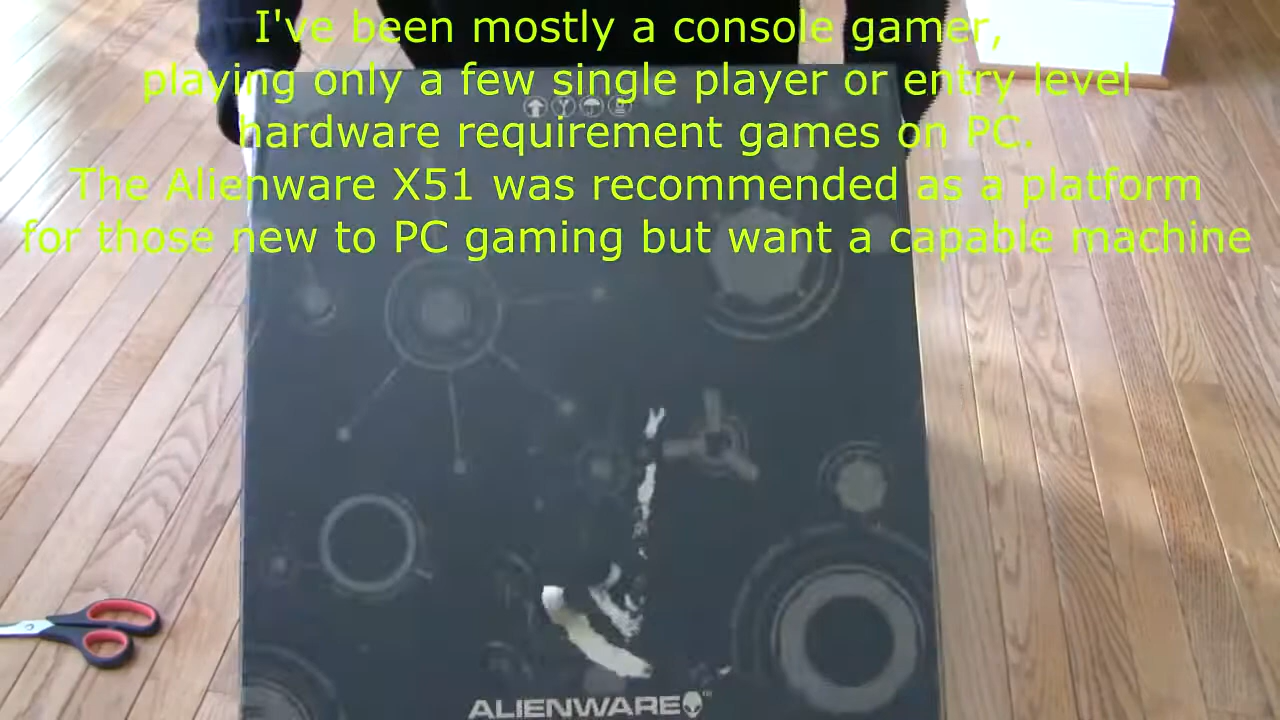 I've been mostly a console gamer,
playing only a few single player or entry level
hardware requirement games on PC.
The Alienware X51 was recommended as a platform
for those new to PC gaming but want a capable machine
ALIENWARE™